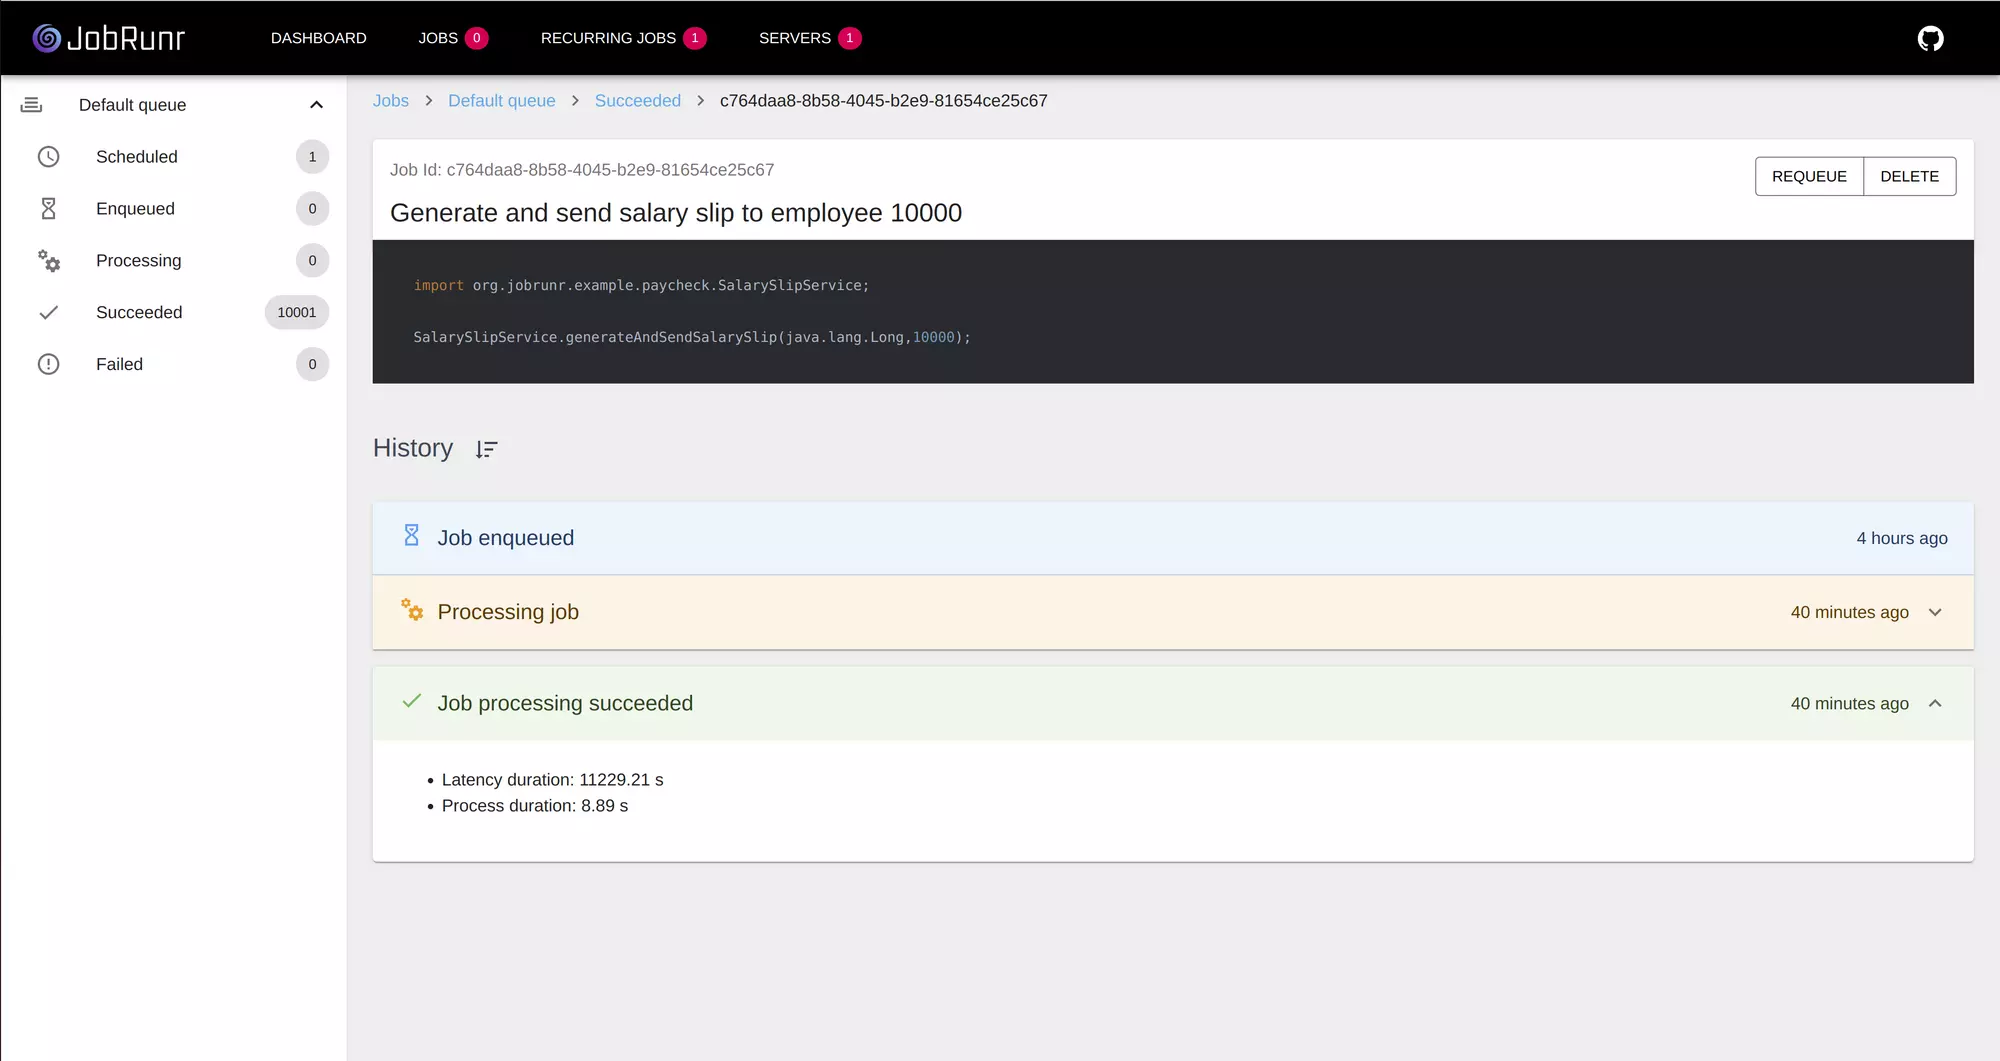 JobRunr
DASHBOARD
JOBS 0
RECURRING JOBS 1
SERVERS 1
Default queue
Scheduled 1
Enqueued 0
Processing 0
Succeeded 10001
Failed 0
Jobs > Default queue > Succeeded > c764daa8-8b58-4045-b2e9-81654ce25c67
Job Id: c764daa8-8b58-4045-b2e9-81654ce25c67
REQUEUE DELETE
Generate and send salary slip to employee 10000
import org.jobrunr.example.paycheck.SalarySlipService;
SalarySlipService.generateAndSendSalarySlip(java.lang.Long,10000);
History
Job enqueued 4 hours ago
Processing job 40 minutes ago
Job processing succeeded 40 minutes ago
• Latency duration: 11229.21 s
• Process duration: 8.89 s